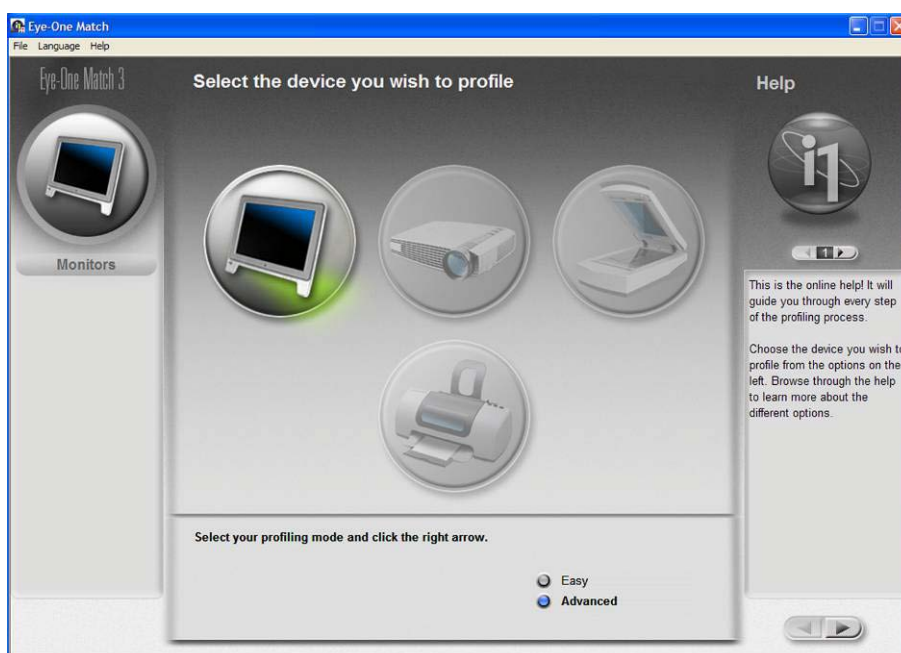 Eye-One Match
File Language Help
Eye-One Match 3
Select the device you wish to profile
Help
i1
Monitors
1
This is the online help! It will
guide you through every step
of the profiling process.
Choose the device you wish to
profile from the options on the
left. Browse through the help
to learn more about the
different options.
Select your profiling mode and click the right arrow.
Easy
Advanced